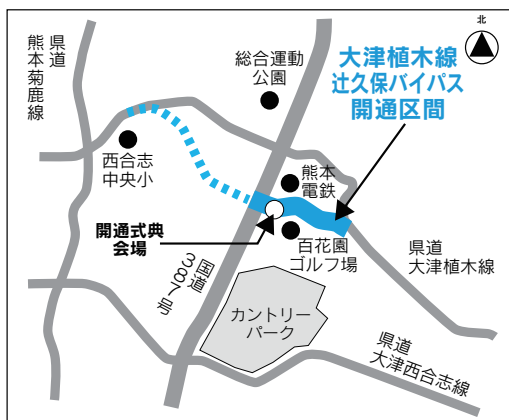 県道
熊本菊鹿線
総合運動
公園
大津植木線
辻久保バイパス
開通区間
北
西合志
中央小
熊本
電鉄
開通式典
会場
百花園
ゴルフ場
県道
大津植木線
国道
387号
カントリー
パーク
県道
大津西合志線